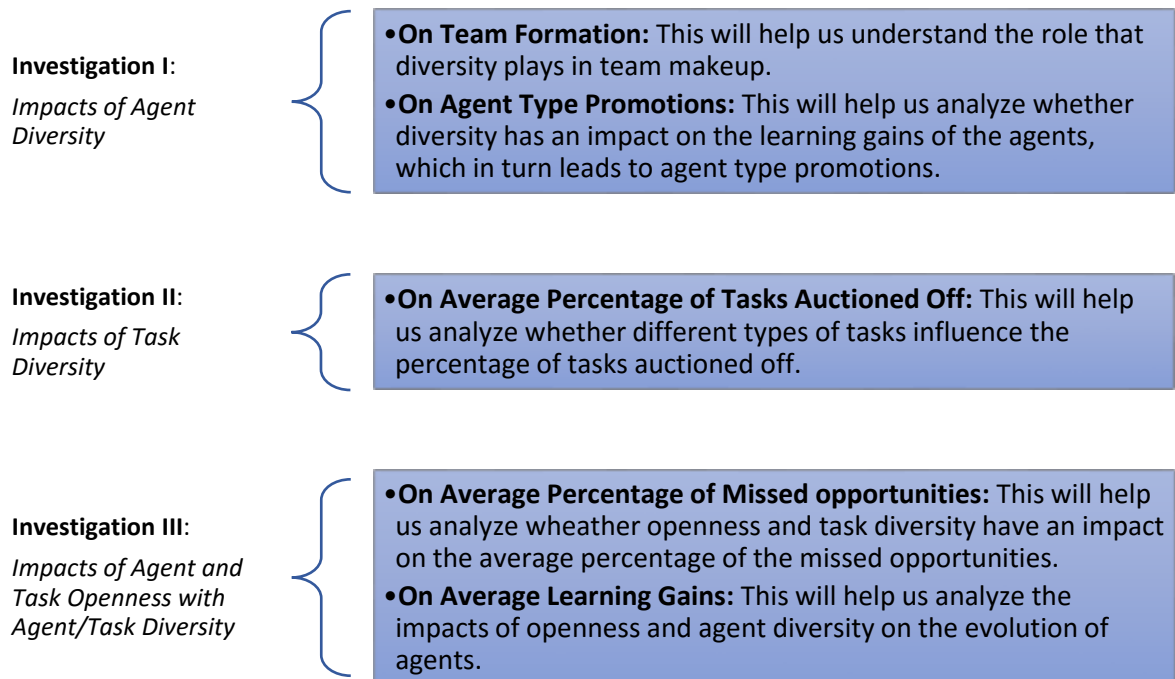 Investigation I:
Impacts of Agent
Diversity
•On Team Formation: This will help us understand the role that
diversity plays in team makeup.
•On Agent Type Promotions: This will help us analyze whether
diversity has an impact on the learning gains of the agents,
which in turn leads to agent type promotions.
Investigation II:
Impacts of Task
Diversity
•On Average Percentage of Tasks Auctioned Off: This will help
us analyze whether different types of tasks influence the
percentage of tasks auctioned off.
Investigation III:
Impacts of Agent and
Task Openness with
Agent/Task Diversity
•On Average Percentage of Missed opportunities: This will help
us analyze wheather openness and task diversity have an impact
on the average percentage of the missed opportunities.
•On Average Learning Gains: This will help us analyze the
impacts of openness and agent diversity on the evolution of
agents.